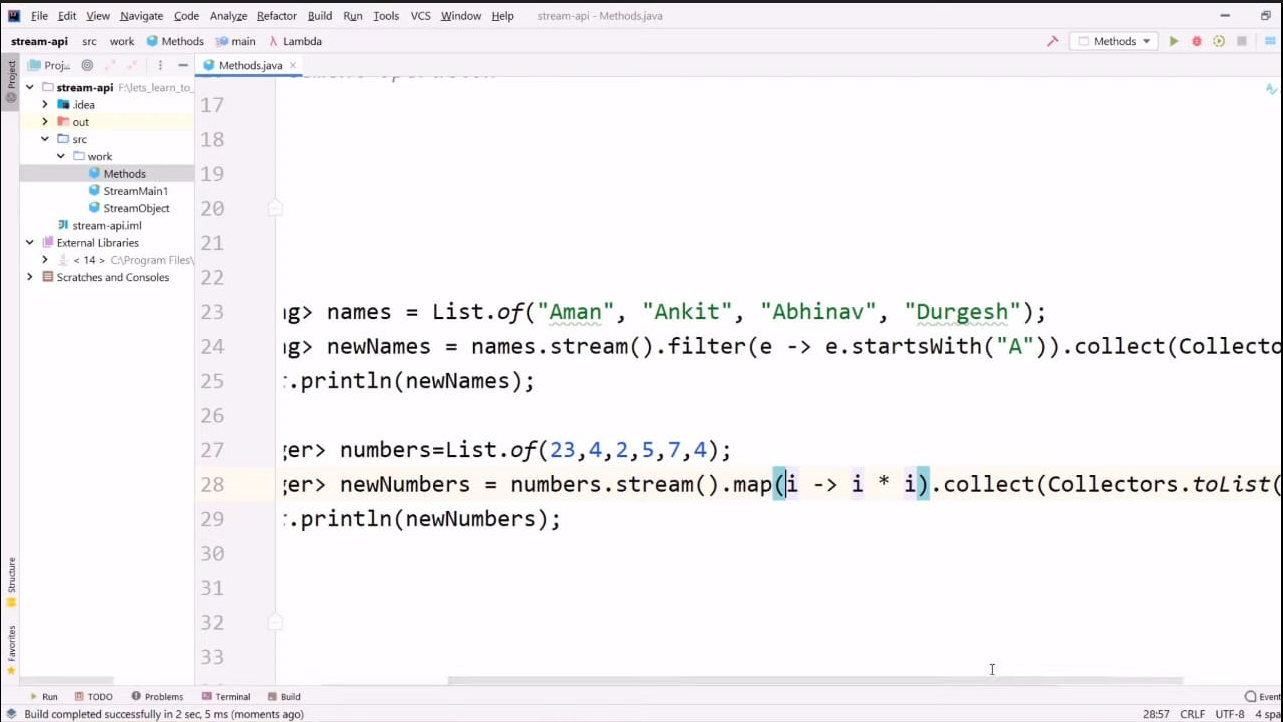 File Edit View Navigate Code Analyze Refactor Build Run Tools VCS Window Help stream-api - Methods.java
stream-api src work Methods main Lambda Methods
Project Proj... Methods.java
stream-api F:\lets_learn_to_
.idea
out
src
work
Methods
StreamMain1
StreamObject
stream-api.iml
External Libraries
< 14 > C:\Program Files\
Scratches and Consoles
17
18
19
20
21
22
23 ng> names = List.of("Aman", "Ankit", "Abhinav", "Durgesh");
24 ng> newNames = names.stream().filter(e -> e.startsWith("A")).collect(Collecto
25 t.println(newNames);
26
27 ger> numbers=List.of(23,4,2,5,7,4);
28 ger> newNumbers = numbers.stream().map(i -> i * i).collect(Collectors.toList(
29 t.println(newNumbers);
30
31
32
33
Structure
Favorites
Run TODO Problems Terminal Build Event
Build completed successfully in 2 sec, 5 ms (moments ago) 28:57 CRLF UTF-8 4 spa